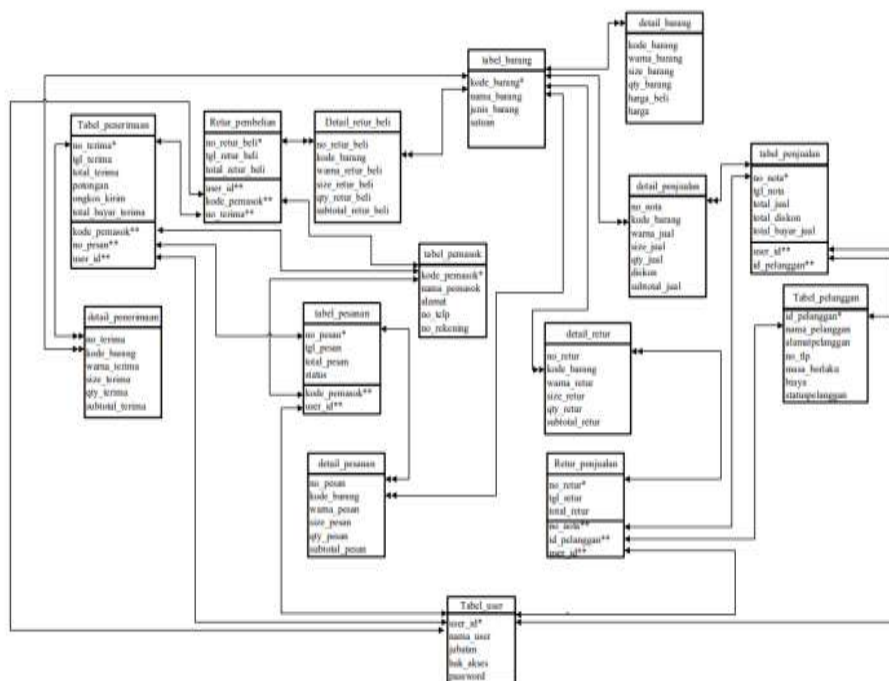 detail_barang
kode_barang
warna_barang
size_barang
qty_barang
harga_beli
harga
tabel_barang
kode_barang*
nama_barang
jenis_barang
satuan
Tabel_penerimaan
no_terima*
tgl_terima
total_terima
potongan
ongkos_kirim
total_bayar_terima
kode_pemasok**
no_pesan**
user_id**
Retur_pembelian
no_retur_beli*
tgl_retur_beli
total_retur_beli
user_id**
kode_pemasok**
no_terima**
Detail_retur_beli
no_retur_beli
kode_barang
warna_retur_beli
size_retur_beli
qty_retur_beli
subtotal_retur_beli
tabel_penjualan
no_nota*
tgl_nota
total_jual
total_diskon
total_bayar_jual
user_id**
id_pelanggan**
detail_penjualan
no_nota
kode_barang
warna_jual
size_jual
qty_jual
diskon
subtotal_jual
tabel_pemasok
kode_pemasok*
nama_pemasok
alamat
no_telp
no_rekening
Tabel_pelanggan
id_pelanggan*
nama_pelanggan
alamatpelanggan
no_tlp
masa_berlaku
biaya
statuspelanggan
detail_penerimaan
no_terima
kode_barang
warna_terima
size_terima
qty_terima
subtotal_terima
tabel_pesanan
no_pesan*
tgl_pesan
total_pesan
status
kode_pemasok**
user_id**
detail_retur
no_retur
kode_barang
warna_retur
size_retur
qty_retur
subtotal_retur
detail_pesanan
no_pesan
kode_barang
warna_pesan
size_pesan
qty_pesan
subtotal_pesan
Retur_penjualan
no_retur*
tgl_retur
total_retur
no_nota**
id_pelanggan**
user_id**
Tabel_user
user_id*
nama_user
jabatan
hak_akses
password